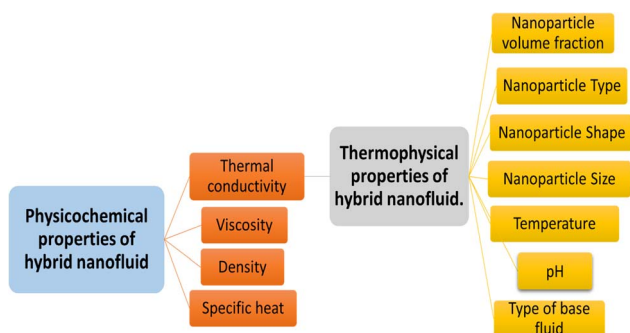 Physicochemical
properties of
hybrid nanofluid
Thermal
conductivity
Viscosity
Density
Specific heat
Thermophysical
properties of
hybrid nanofluid.
Nanoparticle
volume fraction
Nanoparticle Type
Nanoparticle Shape
Nanoparticle Size
Temperature
pH
Type of base
fluid